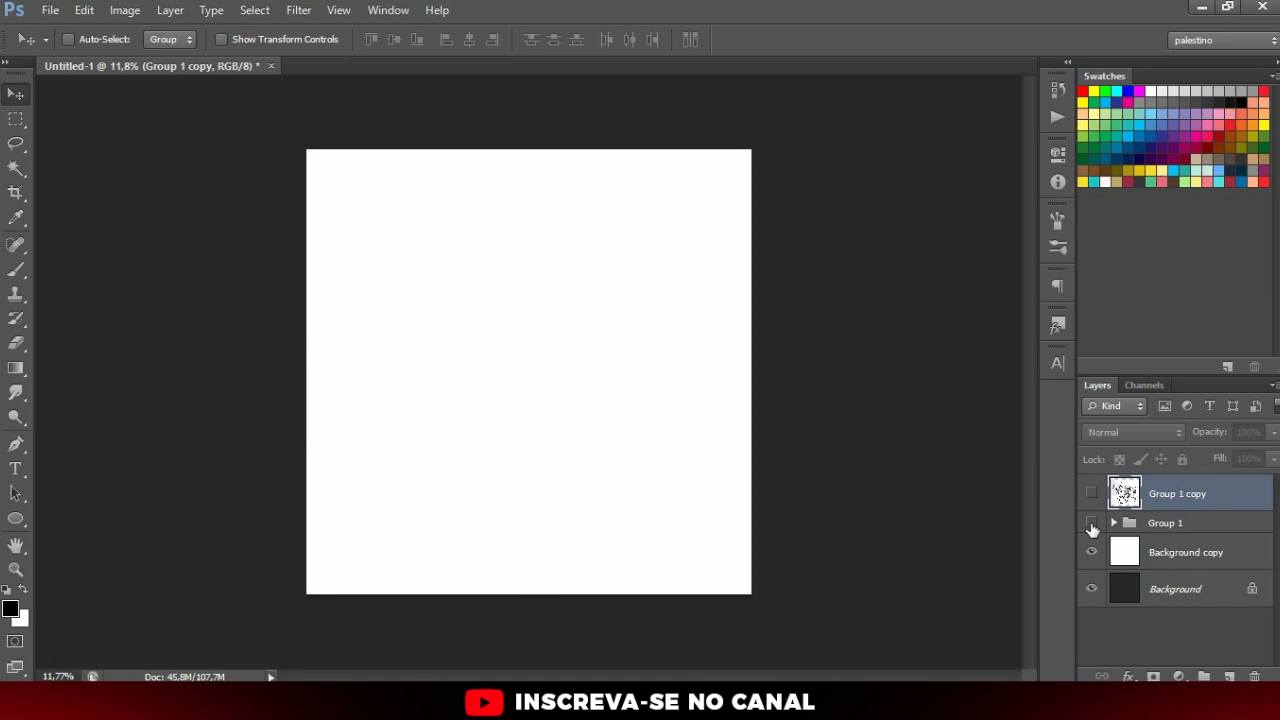 Ps File Edit Image Layer Type Select Filter View Window Help
Auto-Select: Group Show Transform Controls palestino
Untitled-1 @ 11,8% (Group 1 copy, RGB/8) * ×
Swatches
Layers Channels
Kind
Normal Opacity: 100%
Lock: Fill: 100%
Group 1 copy
Group 1
Background copy
Background
11,77% Doc: 45,8M/107,7M
INSCREVA-SE NO CANAL